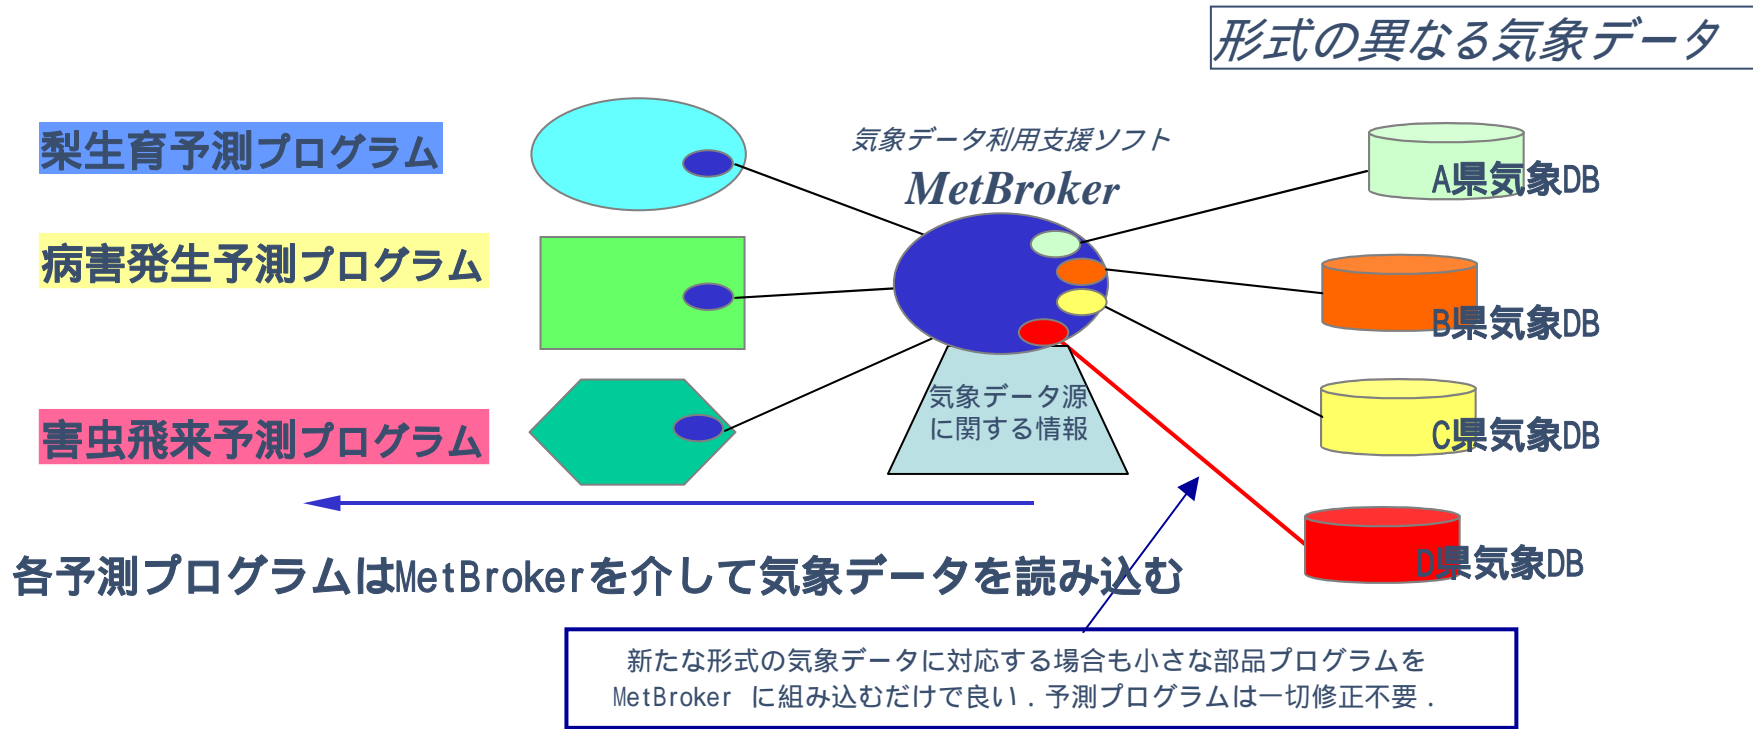 形式の異なる気象データ
梨生育予測プログラム
気象データ利用支援ソフト
MetBroker
A県気象DB
病害発生予測プログラム
B県気象DB
気象データ源
に関する情報
害虫飛来予測プログラム
C県気象DB
D県気象DB
各予測プログラムはMetBrokerを介して気象データを読み込む
新たな形式の気象データに対応する場合も小さな部品プログラムを
MetBroker に組み込むだけで良い．予測プログラムは一切修正不要．